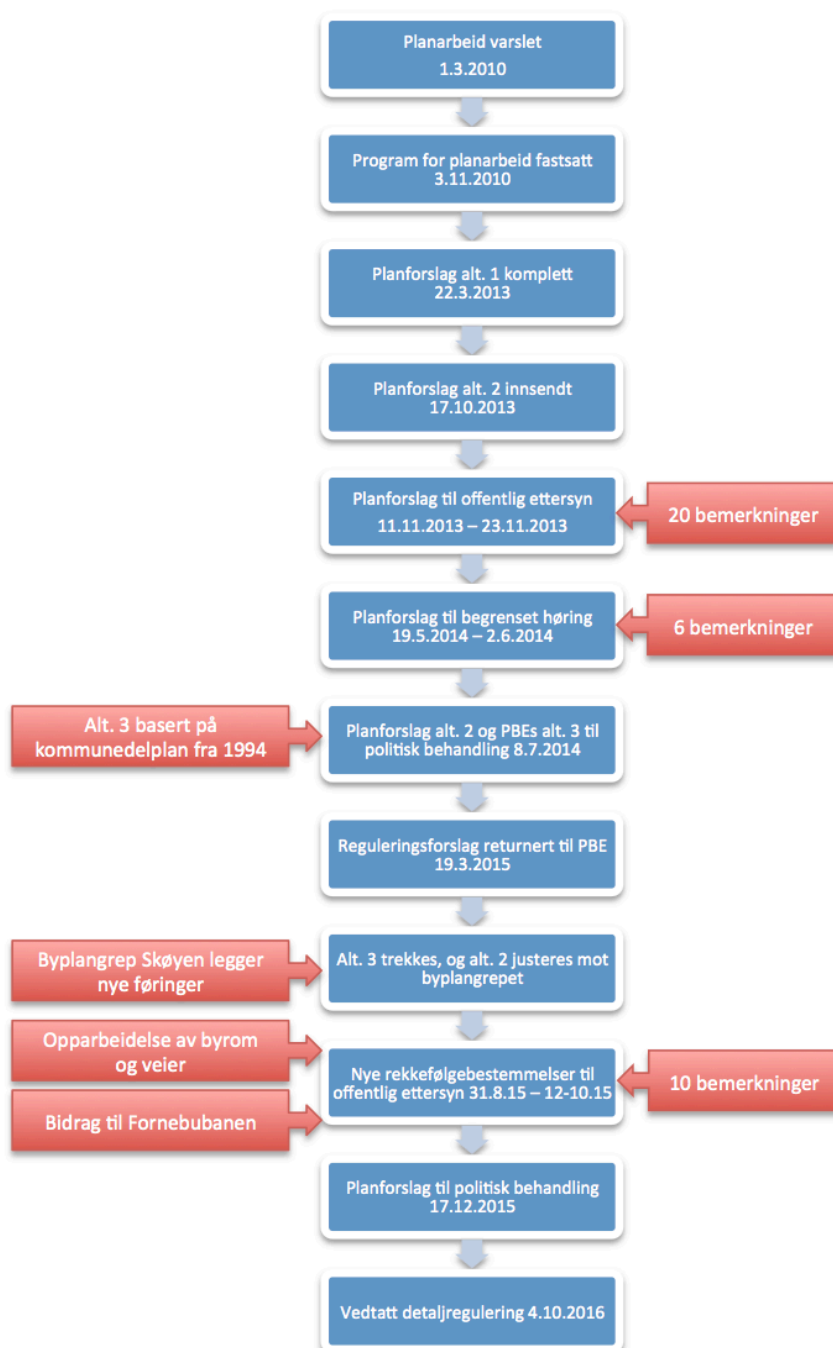 Planarbeid varslet
1.3.2010
Program for planarbeid fastsatt
3.11.2010
Planforslag alt. 1 komplett
22.3.2013
Planforslag alt. 2 innsendt
17.10.2013
Planforslag til offentlig ettersyn
11.11.2013 – 23.11.2013
20 bemerkninger
Planforslag til begrenset høring
19.5.2014 – 2.6.2014
6 bemerkninger
Alt. 3 basert på
kommunedelplan fra 1994
Planforslag alt. 2 og PBEs alt. 3 til
politisk behandling 8.7.2014
Reguleringsforslag returnert til PBE
19.3.2015
Byplangrep Skøyen legger
nye føringer
Alt. 3 trekkes, og alt. 2 justeres mot
byplangrepet
Opparbeidelse av byrom
og veier
Bidrag til Fornebubanen
Nye rekkefølgebestemmelser til
offentlig ettersyn 31.8.15 – 12-10.15
10 bemerkninger
Planforslag til politisk behandling
17.12.2015
Vedtatt detaljregulering 4.10.2016